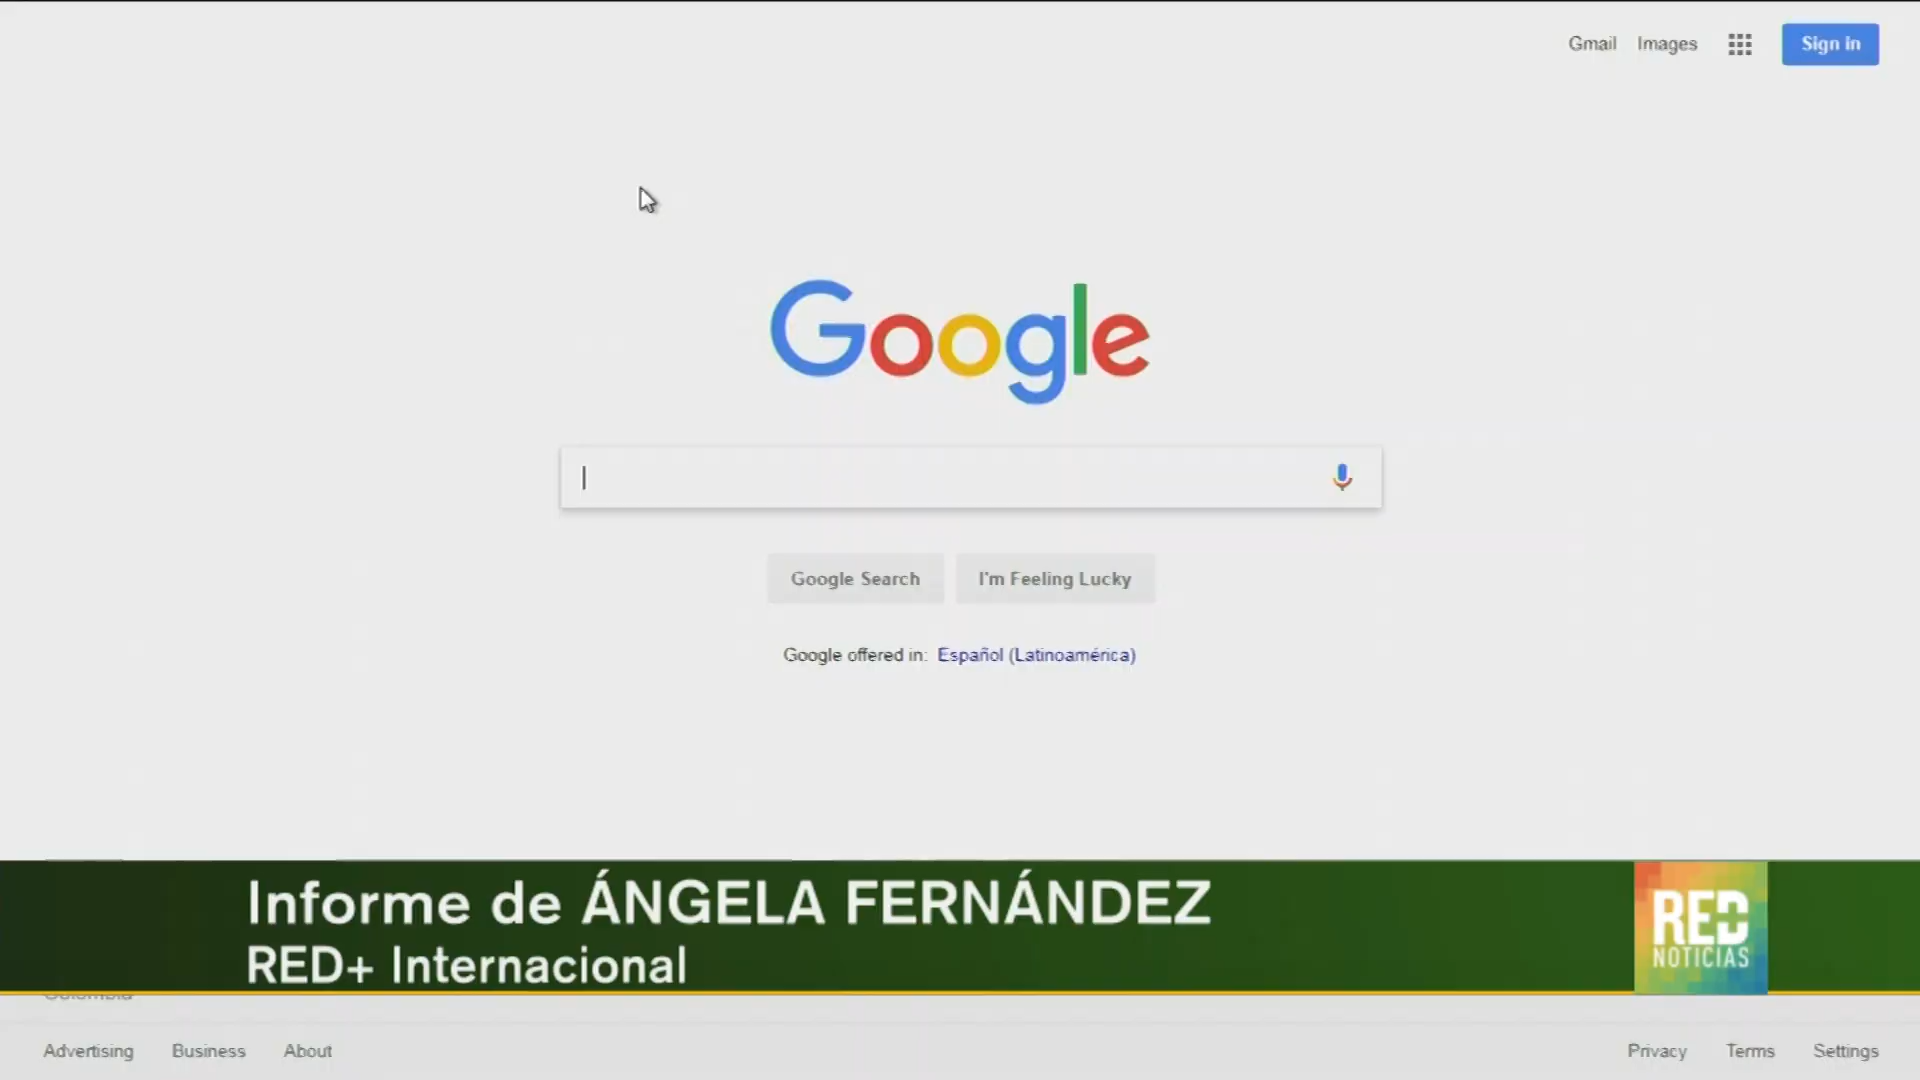 Gmail Images Sign in
Google
Google Search I'm Feeling Lucky
Google offered in: Español (Latinoamérica)
Informe de ÁNGELA FERNÁNDEZ
RED+ Internacional
RED
NOTICIAS
Colombia
Advertising Business About Privacy Terms Settings